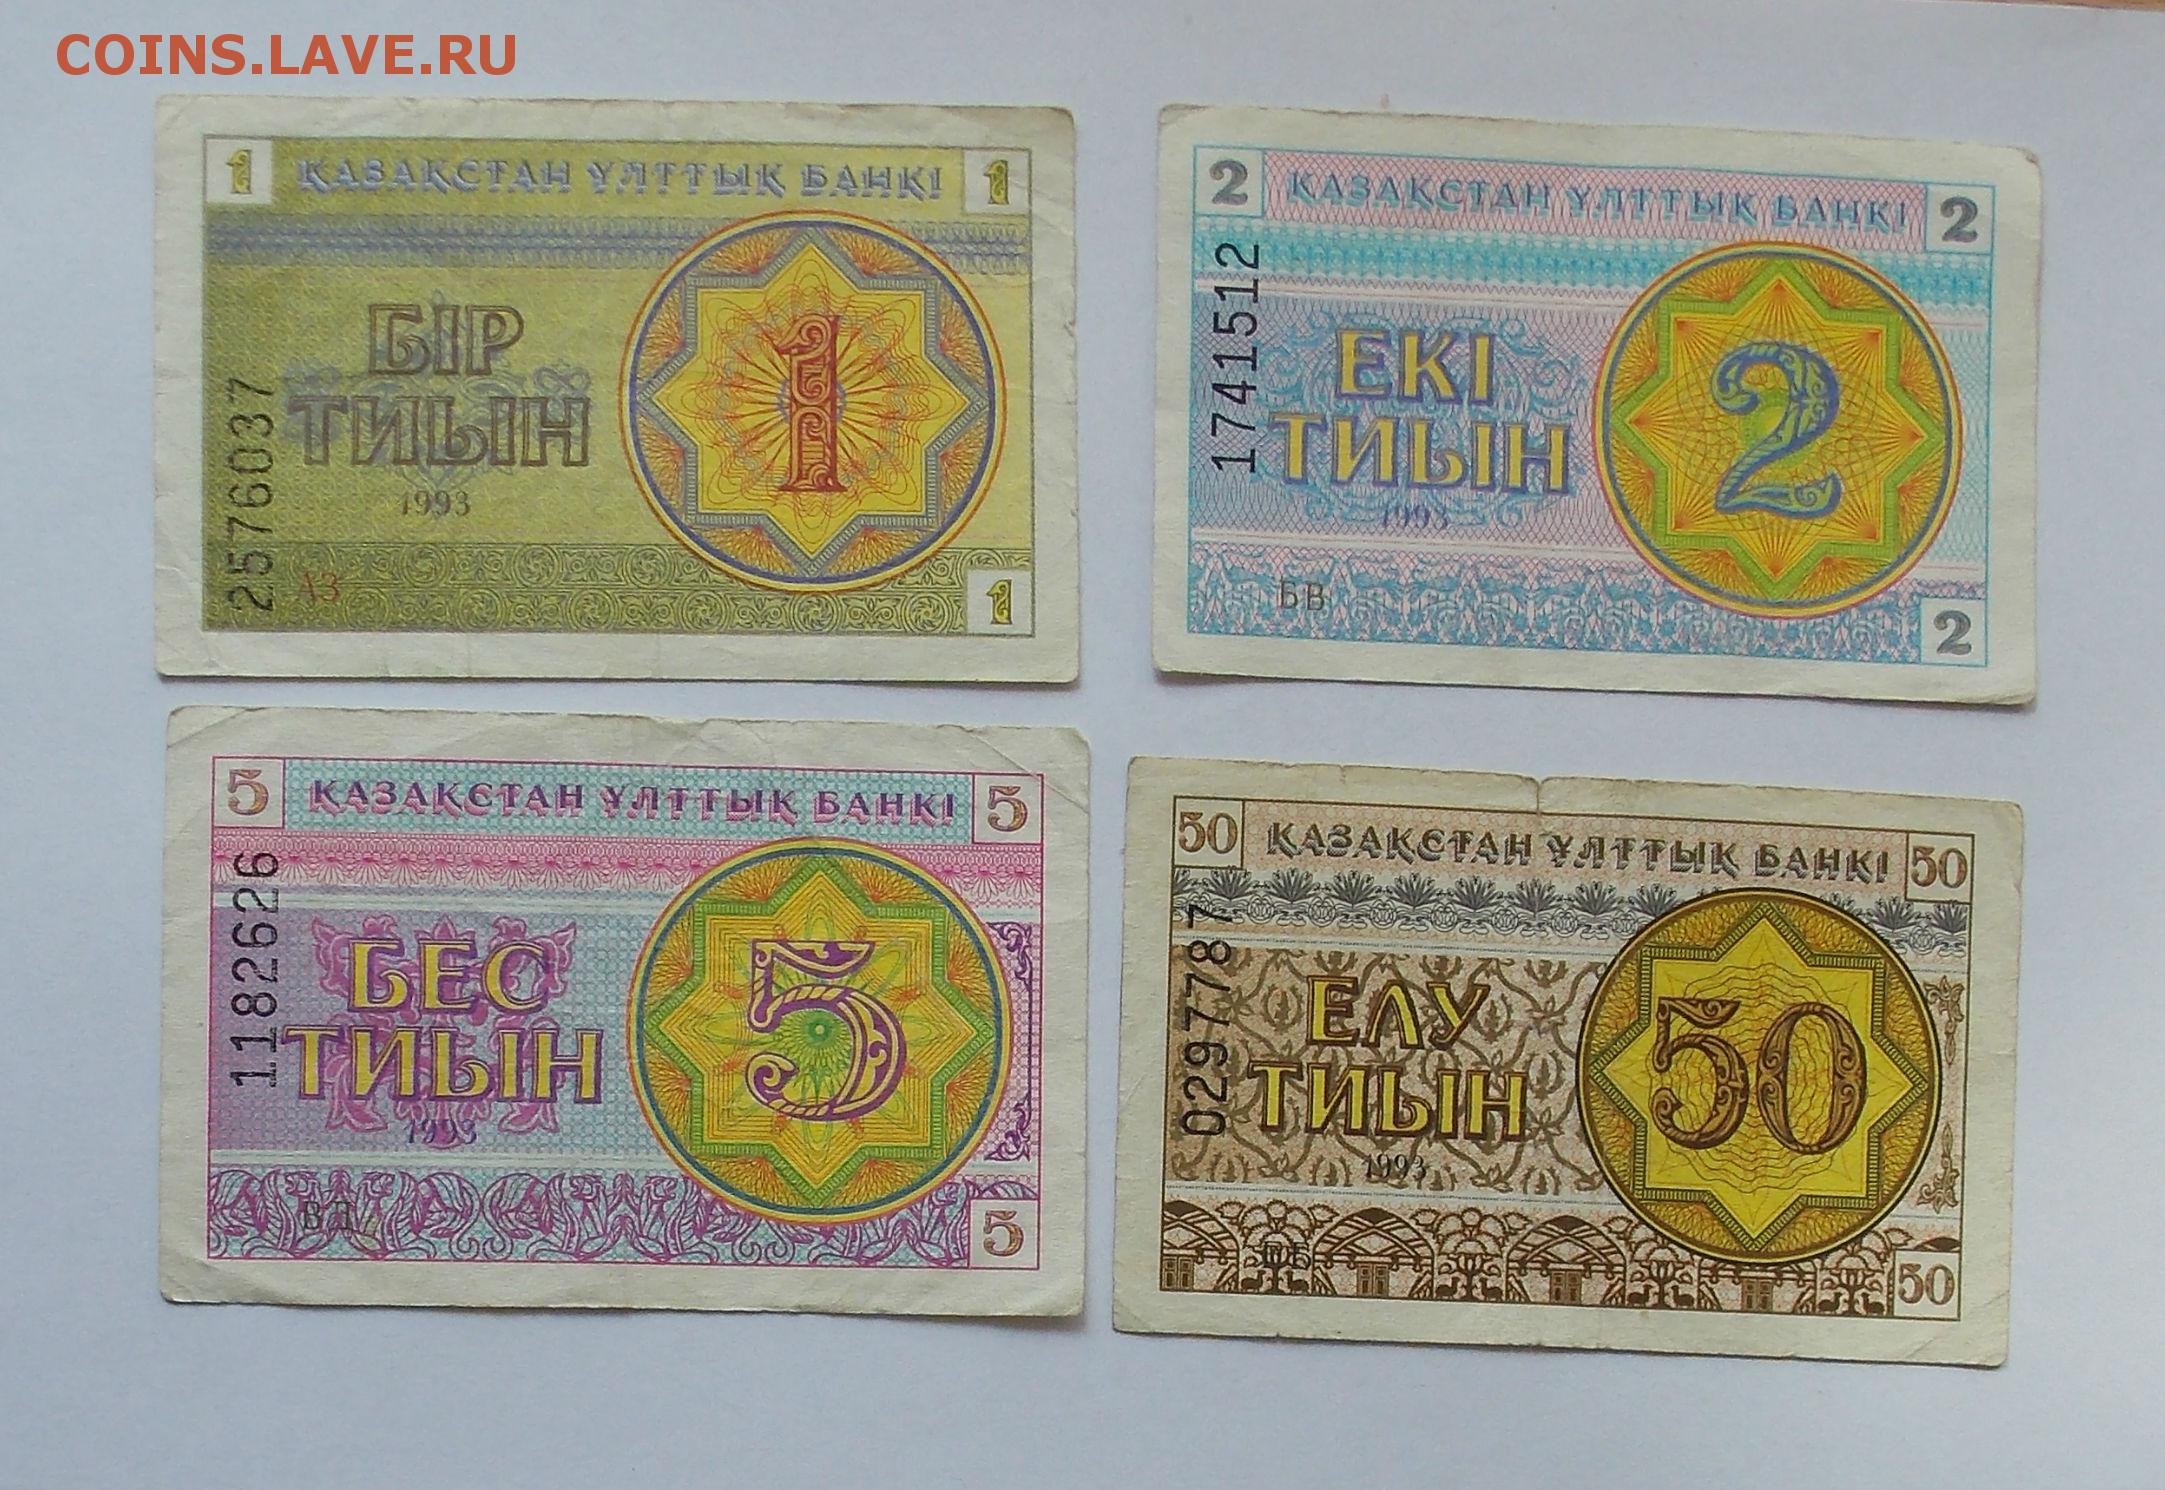 COINS.LAVE.RU
1 ҚАЗАҚСТАН ҰЛТТЫҚ БАНКІ 1
БІР
ТИЫН
1993
2576037
АЗ
1
1
2 ҚАЗАҚСТАН ҰЛТТЫҚ БАНКІ 2
1741512
ЕКІ
ТИЫН
1993
2
БВ
2
5 ҚАЗАҚСТАН ҰЛТТЫҚ БАНКІ 5
1182626
БЕС
ТИЫН
1993
5
ВД
5
50 ҚАЗАҚСТАН ҰЛТТЫҚ БАНКІ 50
0297787
ЕЛУ
ТИЫН
1993
50
50